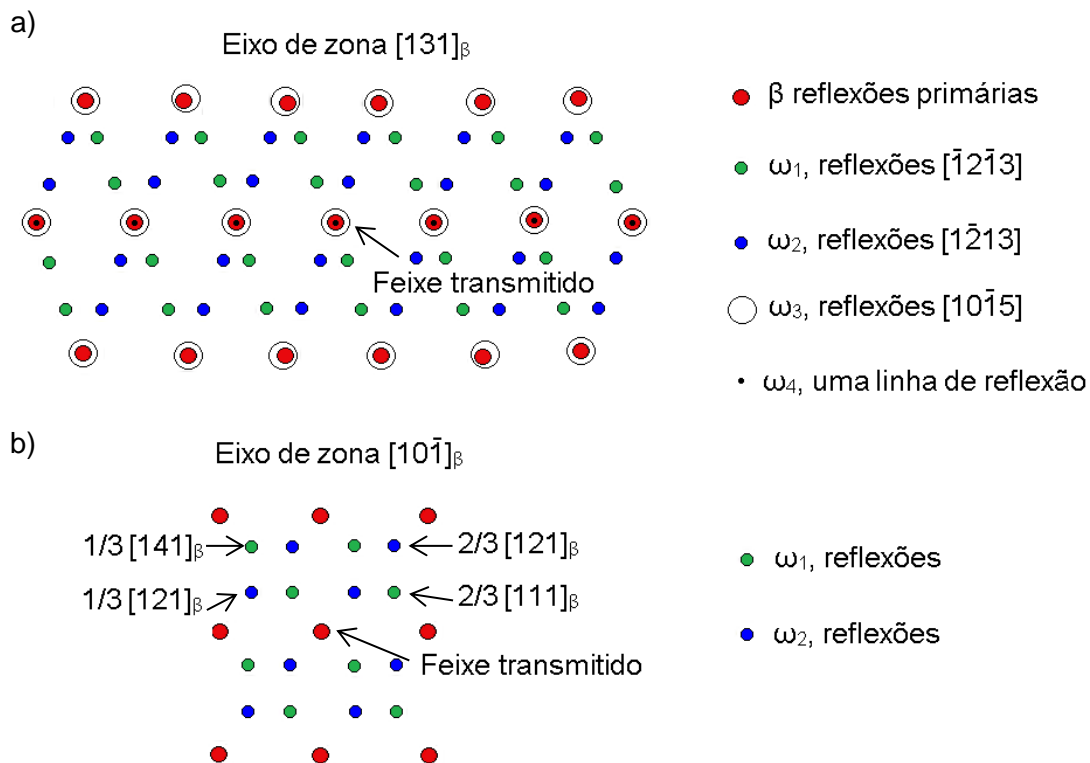 a)
Eixo de zona [131]β
β reflexões primárias
ω₁, reflexões [1̄21̄3]
ω₂, reflexões [12̄13]
ω₃, reflexões [101̄5]
ω₄, uma linha de reflexão
Feixe transmitido
b)
Eixo de zona [101̄]β
1/3 [141]β
2/3 [121]β
1/3 [121]β
2/3 [111]β
Feixe transmitido
ω₁, reflexões
ω₂, reflexões